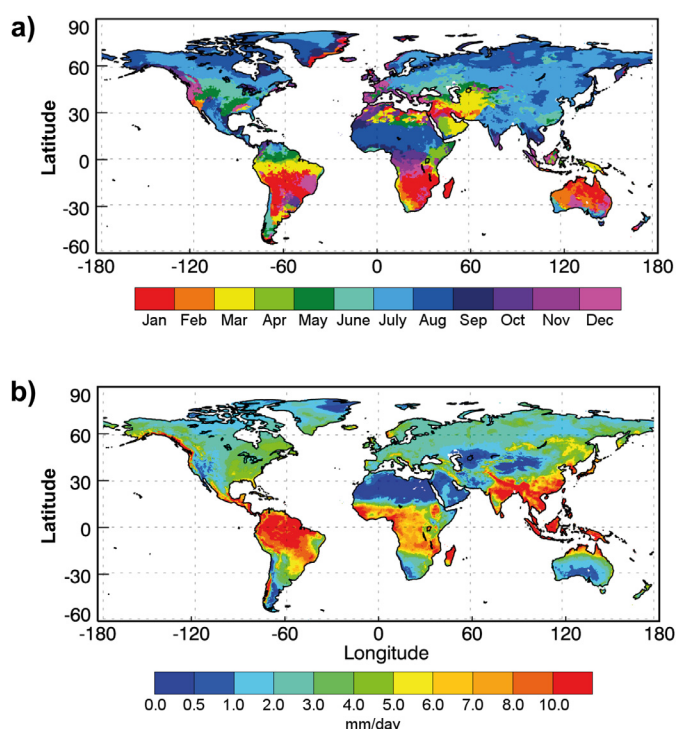 a)
90
60
30
0
-30
-60
Latitude
-180 -120 -60 0 60 120 180
Jan Feb Mar Apr May June July Aug Sep Oct Nov Dec
b)
90
60
30
0
-30
-60
Latitude
-180 -120 -60 0 60 120 180
Longitude
0.0 0.5 1.0 2.0 3.0 4.0 5.0 6.0 7.0 8.0 10.0
mm/day